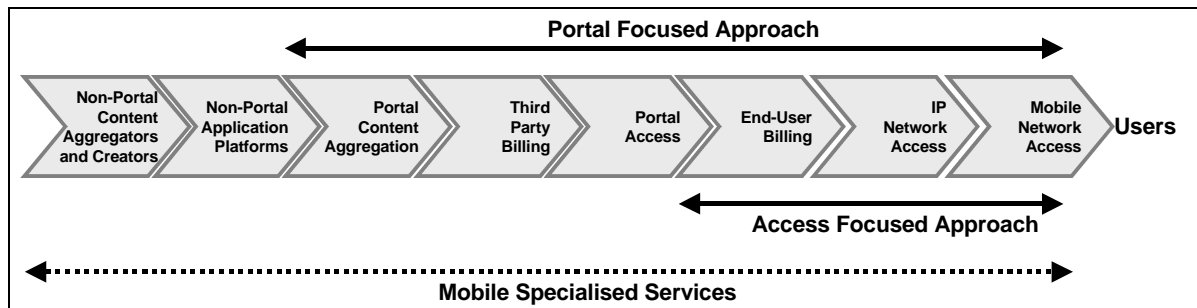 Portal Focused Approach
Non-Portal
Content
Aggregators
and Creators
Non-Portal
Application
Platforms
Portal
Content
Aggregation
Third
Party
Billing
Portal
Access
End-User
Billing
IP
Network
Access
Mobile
Network
Access
Users
Access Focused Approach
Mobile Specialised Services